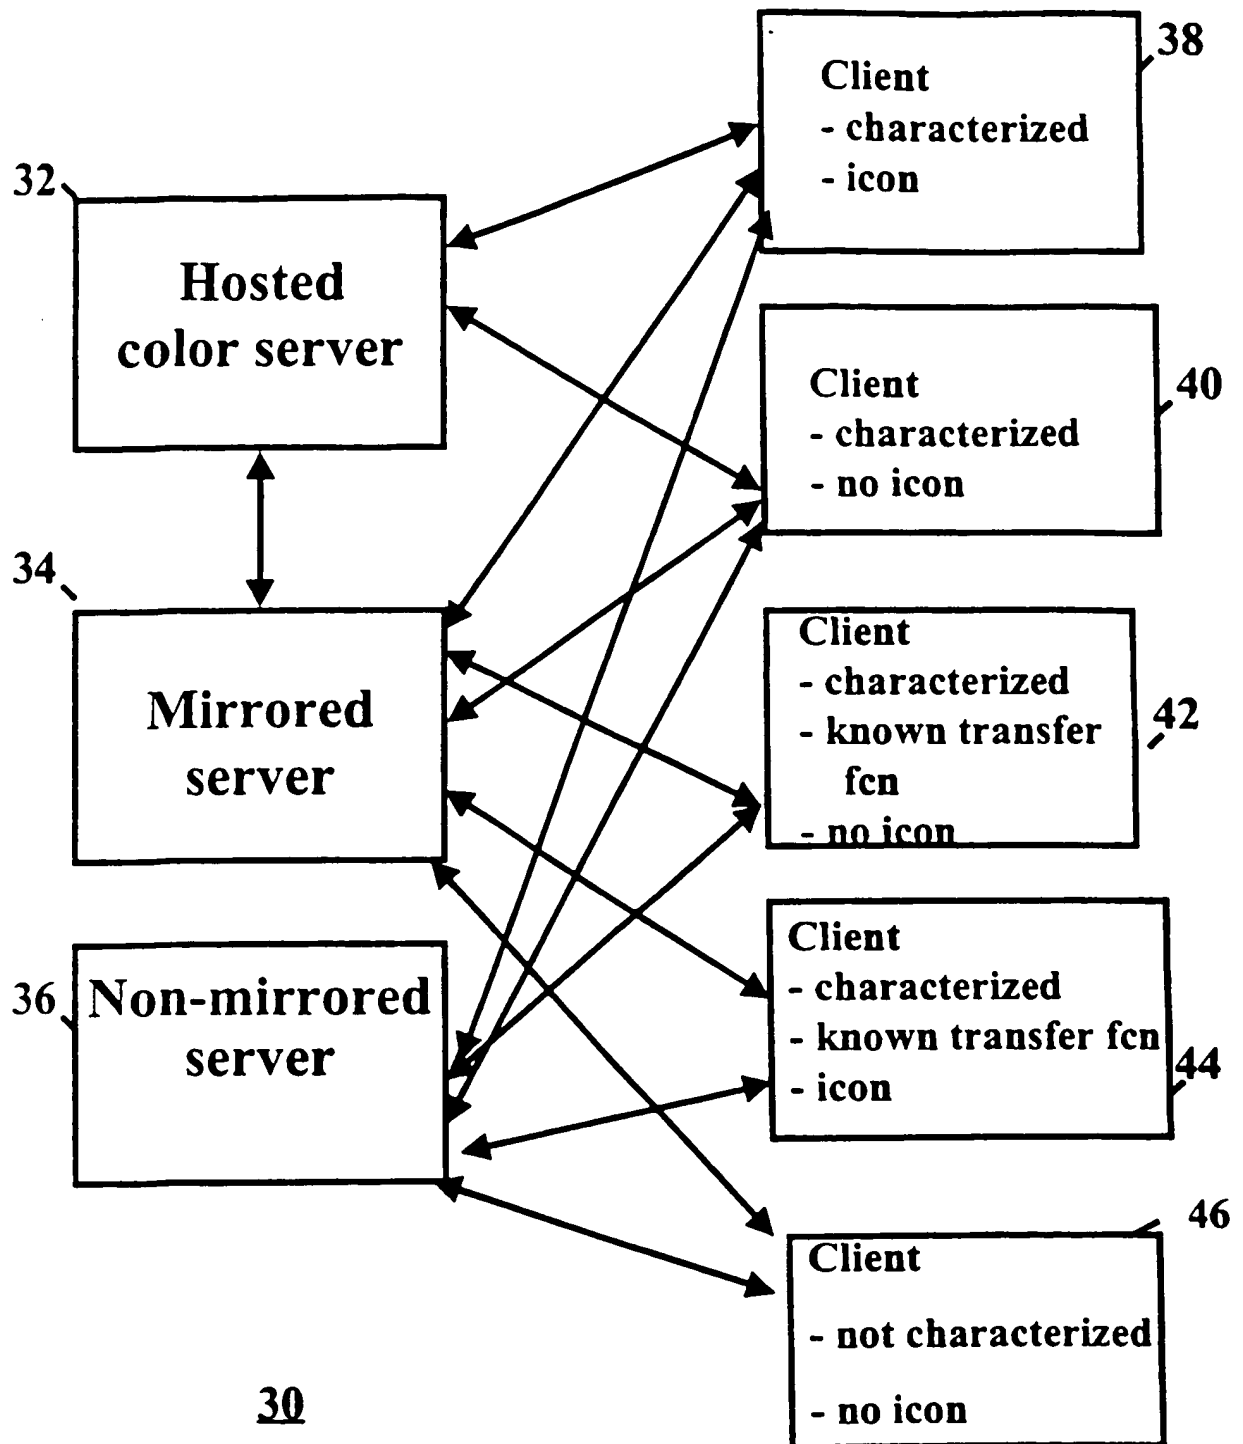 32
Hosted
color server
34
Mirrored
server
36
Non-mirrored
server
38
Client
- characterized
- icon
40
Client
- characterized
- no icon
42
Client
- characterized
- known transfer
fcn
- no icon
44
Client
- characterized
- known transfer fcn
- icon
46
Client
- not characterized
- no icon
30